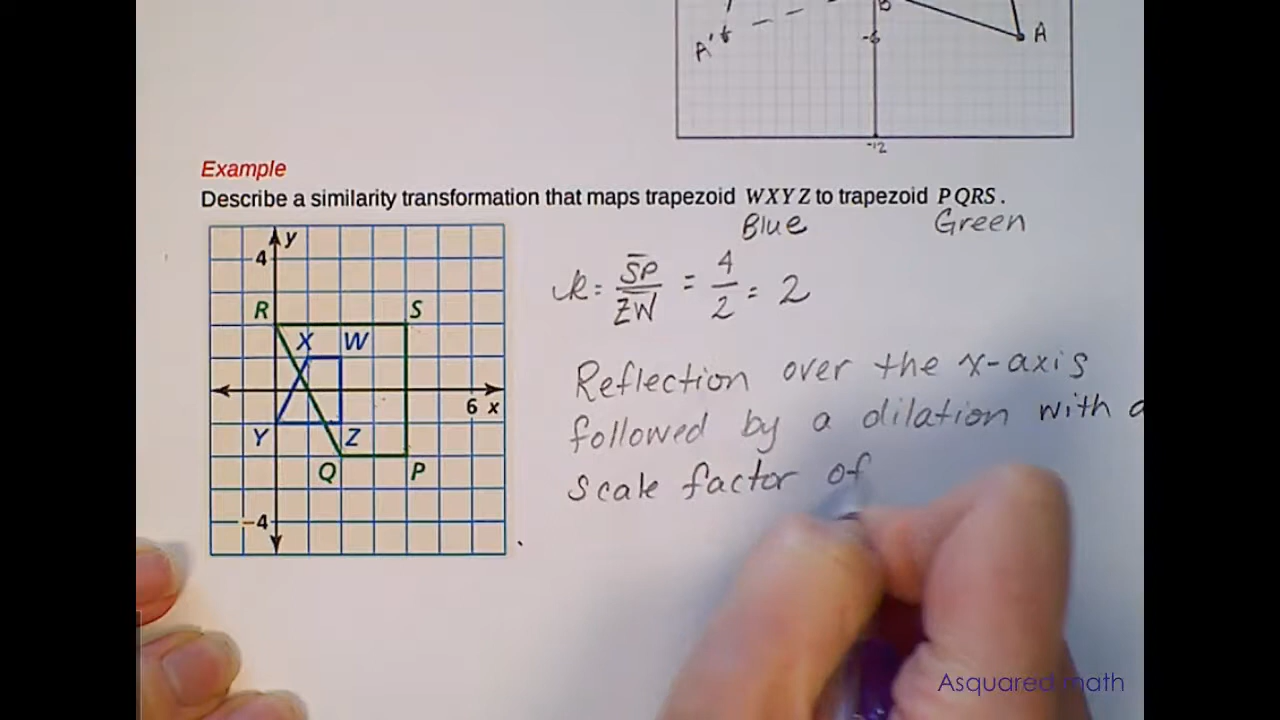 B
A' -6 A
-12
Example
Describe a similarity transformation that maps trapezoid WXYZ to trapezoid PQRS.
Blue Green
y
4
R S
X W
6 x
Y Z
Q P
-4
k = SP/ZW = 4/2 = 2
Reflection over the x-axis
followed by a dilation with a
scale factor of
Asquared math